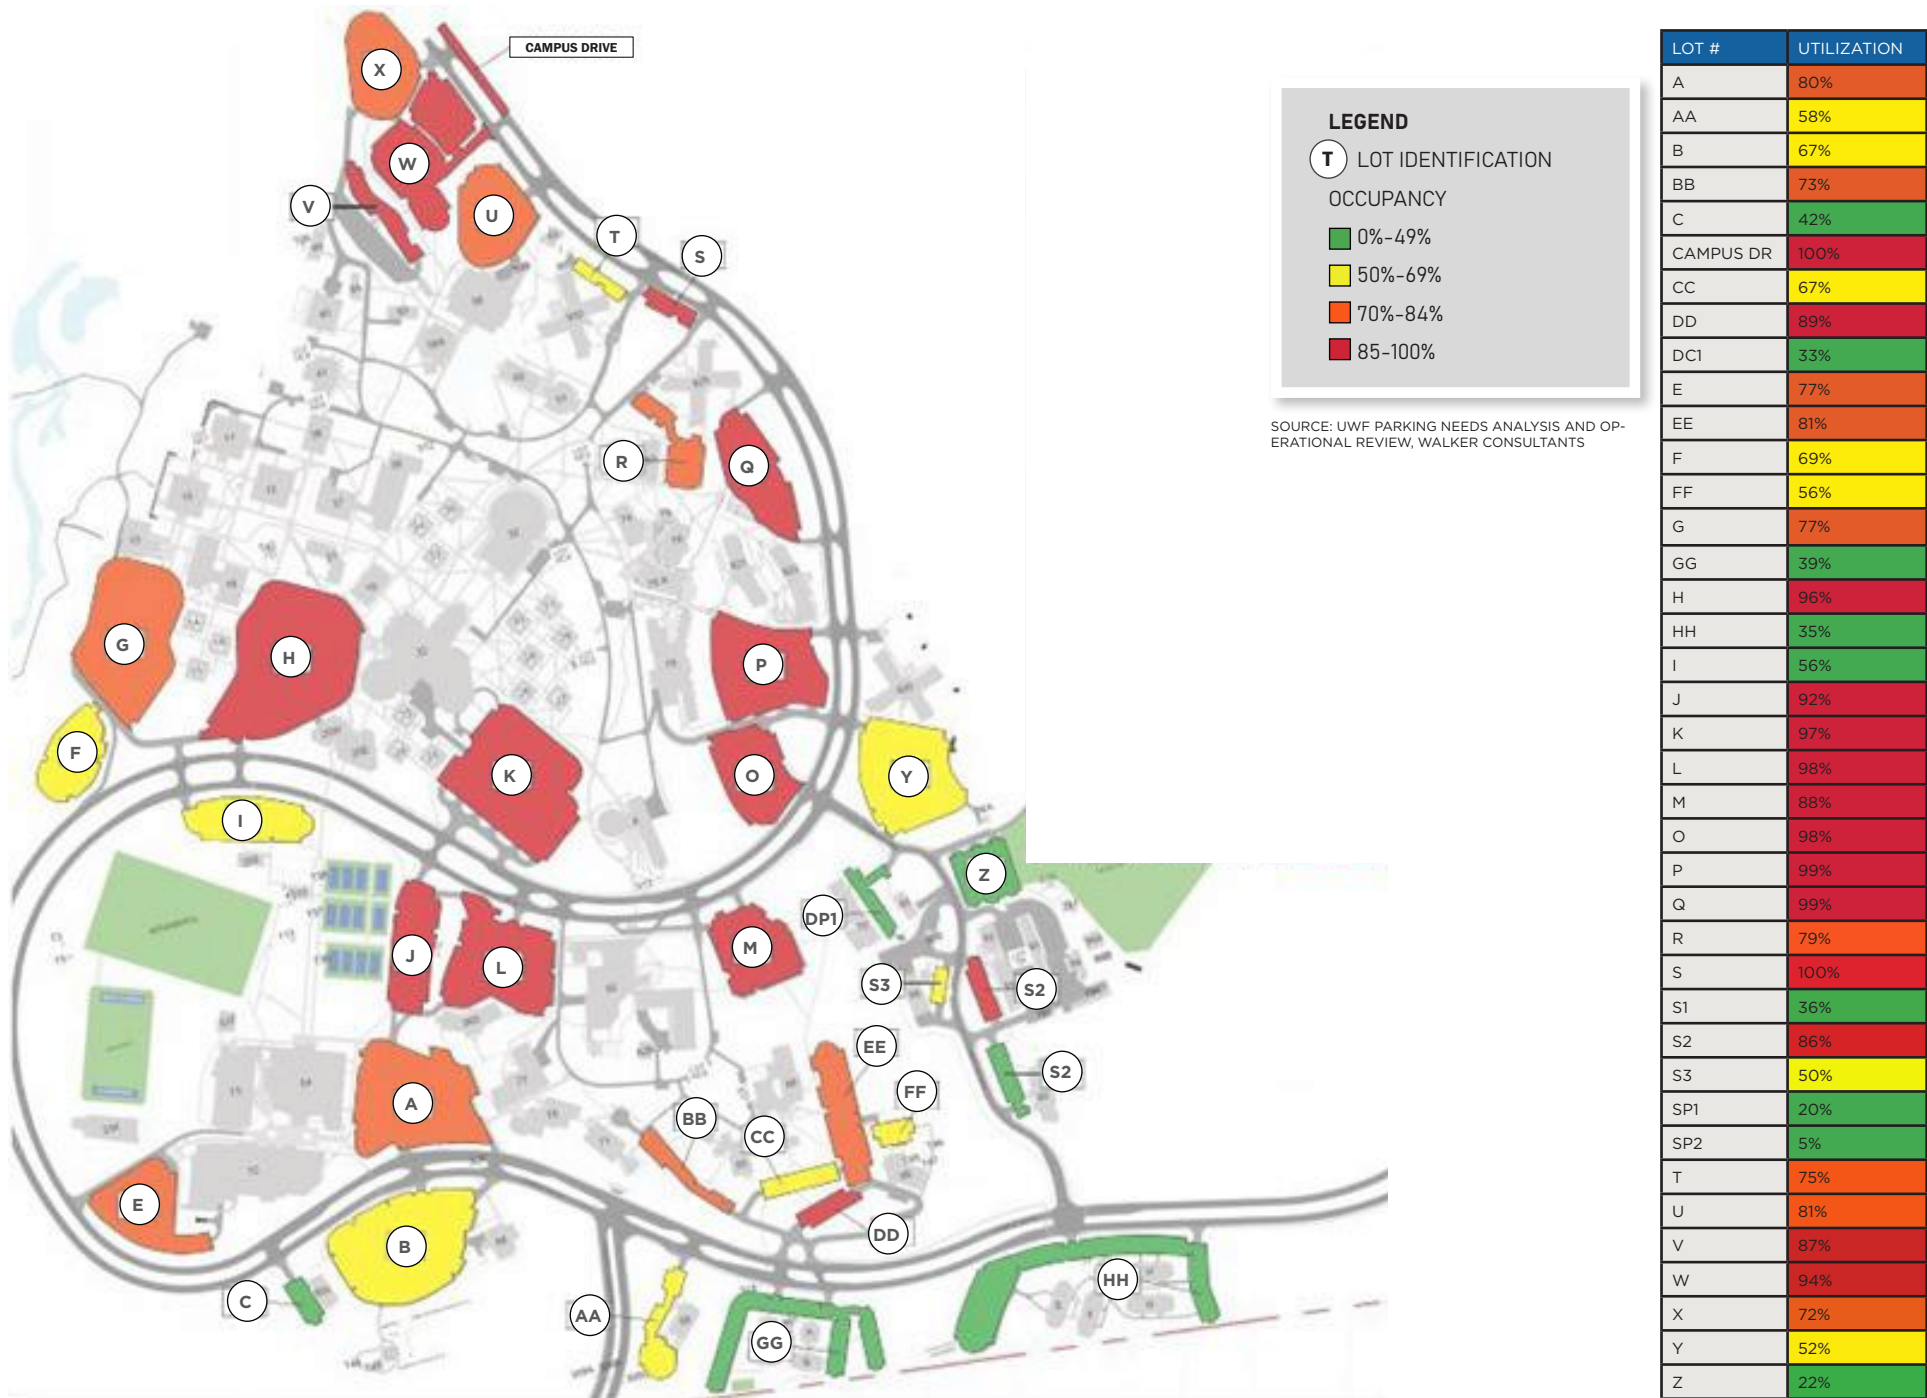 CAMPUS DRIVE
X
W
V
U
T
S
R
Q
G
H
P
F
K
O
Y
I
Z
DP1
J
L
M
S3
S2
EE
S2
A
FF
BB
CC
E
DD
B
C
HH
AA
GG
LEGEND
T LOT IDENTIFICATION
OCCUPANCY
0%-49%
50%-69%
70%-84%
85-100%
SOURCE: UWF PARKING NEEDS ANALYSIS AND OP-
ERATIONAL REVIEW, WALKER CONSULTANTS
LOT # UTILIZATION
A 80%
AA 58%
B 67%
BB 73%
C 42%
CAMPUS DR 100%
CC 67%
DD 89%
DC1 33%
E 77%
EE 81%
F 69%
FF 56%
G 77%
GG 39%
H 96%
HH 35%
I 56%
J 92%
K 97%
L 98%
M 88%
O 98%
P 99%
Q 99%
R 79%
S 100%
S1 36%
S2 86%
S3 50%
SP1 20%
SP2 5%
T 75%
U 81%
V 87%
W 94%
X 72%
Y 52%
Z 22%